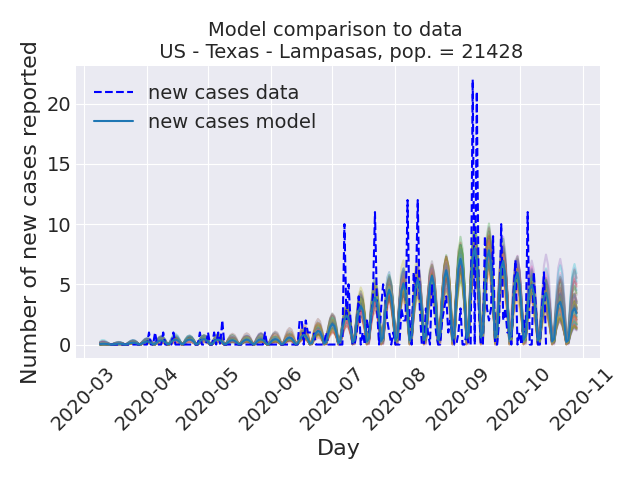 Model comparison to data
US - Texas - Lampasas, pop. = 21428
Number of new cases reported
new cases data
new cases model
20
15
10
5
0
2020-03
2020-04
2020-05
2020-06
2020-07
2020-08
2020-09
2020-10
2020-11
Day